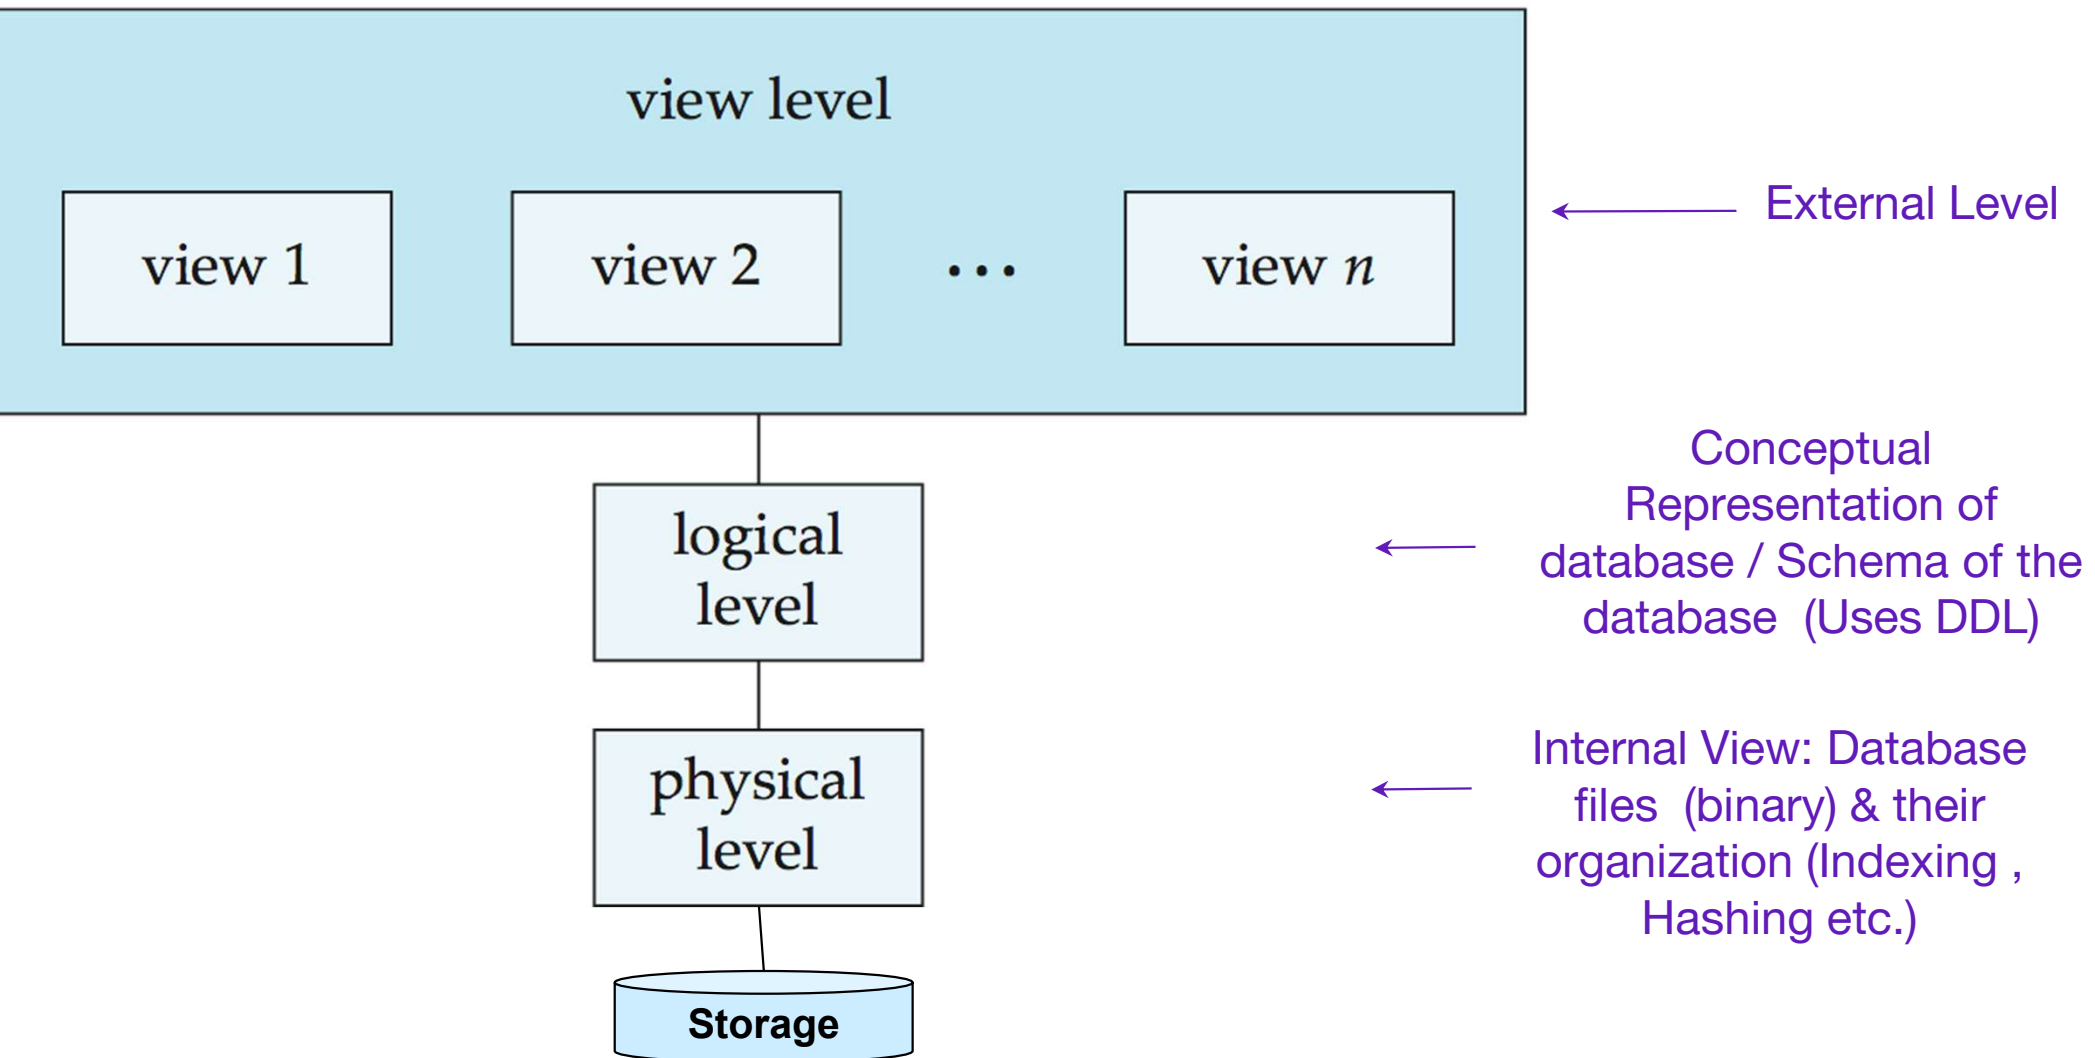 view level
view 1
view 2
...
view n
External Level
Conceptual
Representation of
database / Schema of the
database (Uses DDL)
logical
level
Internal View: Database
files (binary) & their
organization (Indexing ,
Hashing etc.)
physical
level
Storage